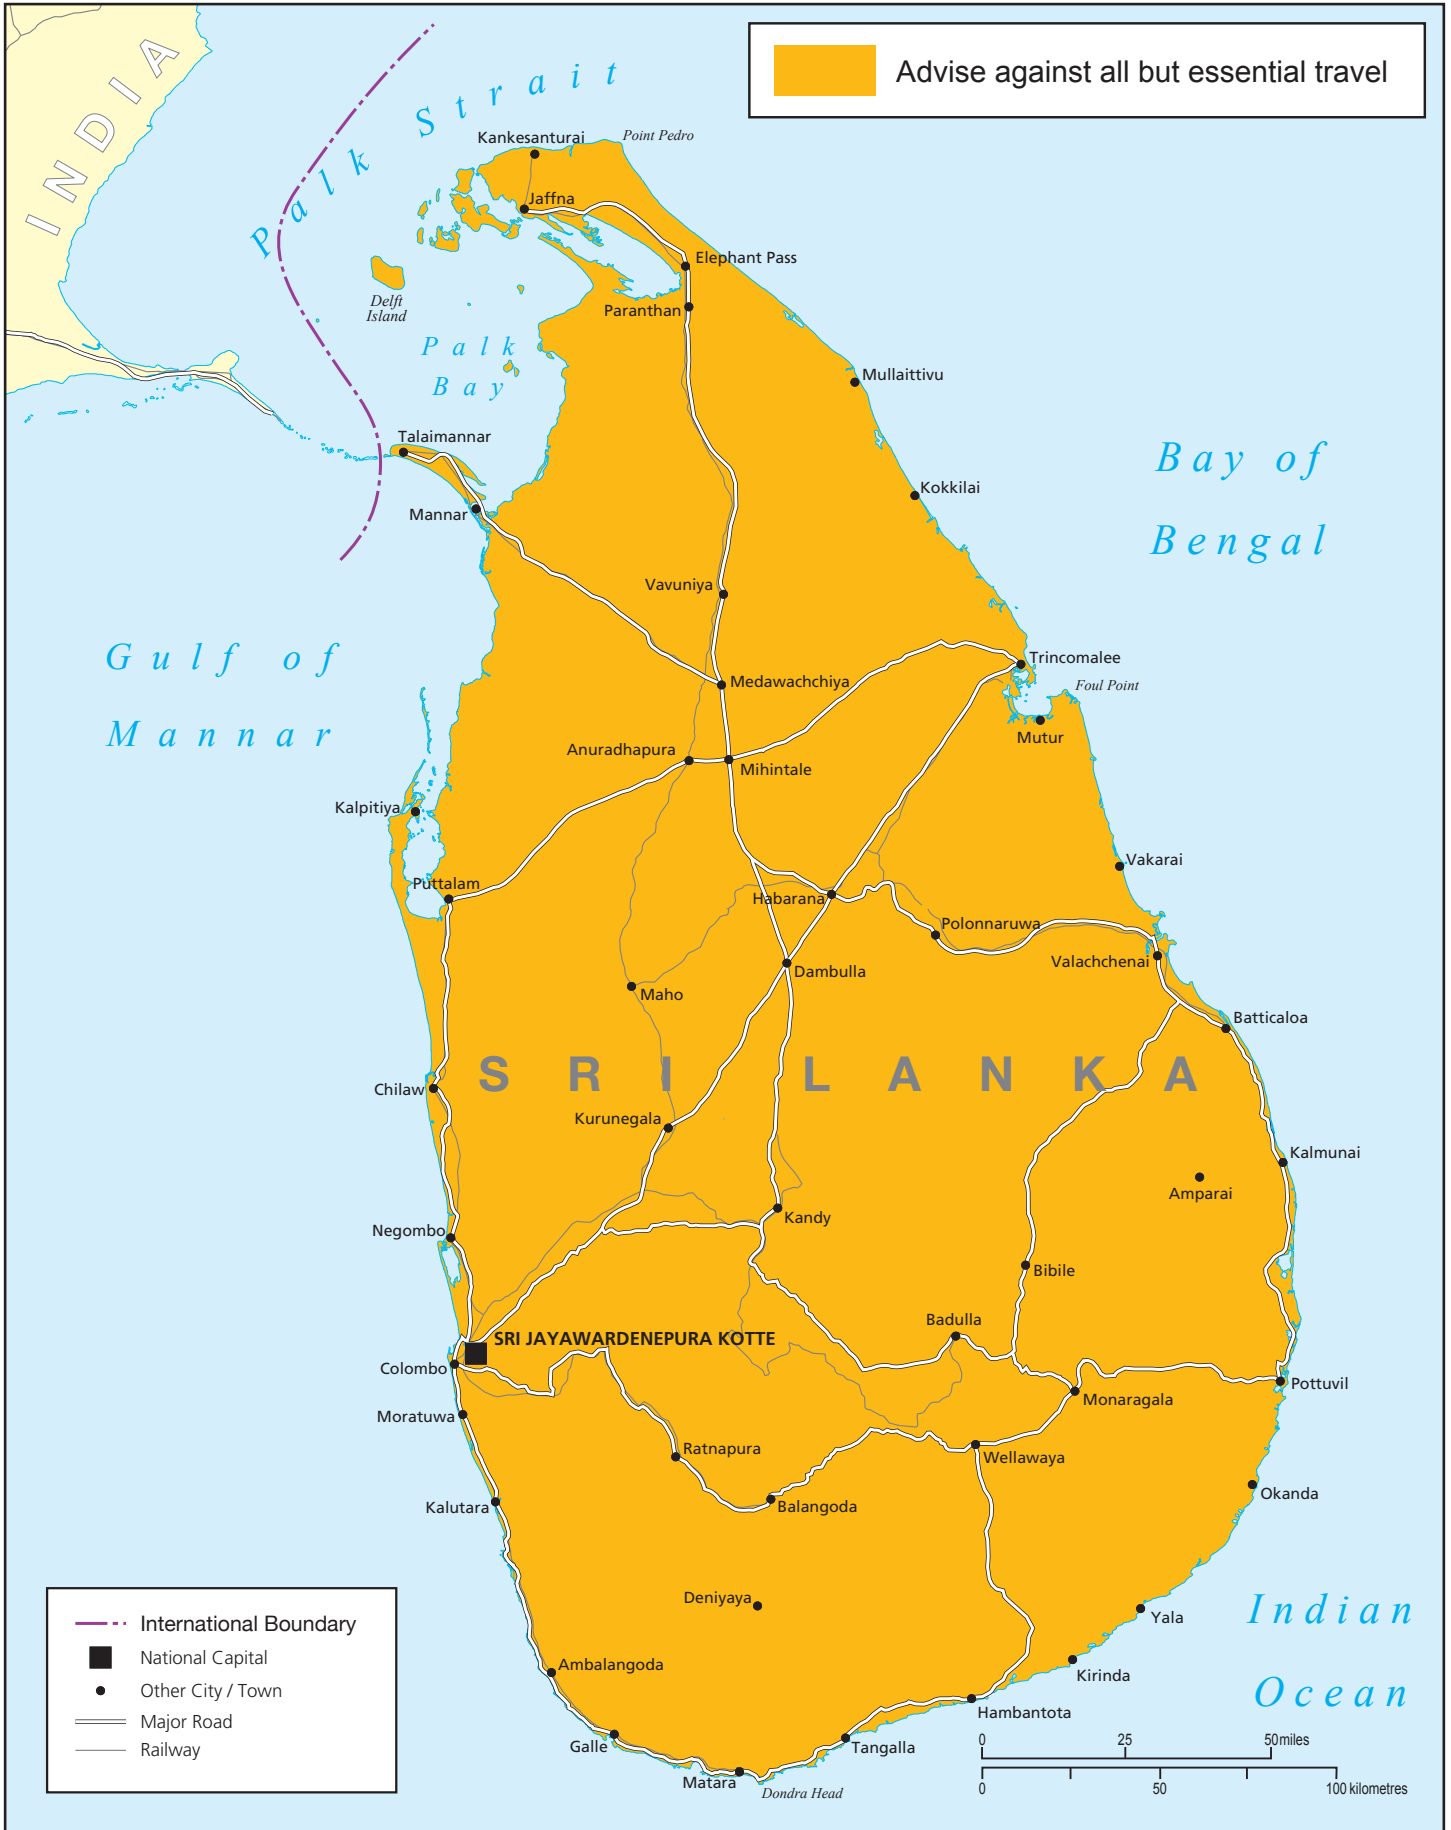 Advise against all but essential travel
INDIA
Palk Strait
Kankesanturai
Point Pedro
Jaffna
Elephant Pass
Delft
Island
Paranthan
Palk
Bay
Mullaittivu
Talaimannar
Bay of
Bengal
Kokkilai
Mannar
Vavuniya
Gulf of
Mannar
Trincomalee
Medawachchiya
Foul Point
Mutur
Anuradhapura
Mihintale
Kalpitiya
Vakarai
Puttalam
Habarana
Polonnaruwa
Valachchenai
Dambulla
Maho
Batticaloa
SRI LANKA
Chilaw
Kurunegala
Kalmunai
Amparai
Kandy
Negombo
Bibile
Badulla
SRI JAYAWARDENEPURA KOTTE
Colombo
Pottuvil
Monaragala
Moratuwa
Ratnapura
Wellawaya
Okanda
Kalutara
Balangoda
Deniyaya
Yala
Indian
Ocean
Ambalangoda
Kirinda
Hambantota
Galle
Tangalla
Matara
Dondra Head
International Boundary
National Capital
Other City / Town
Major Road
Railway
0 25 50 miles
0 50 100 kilometres